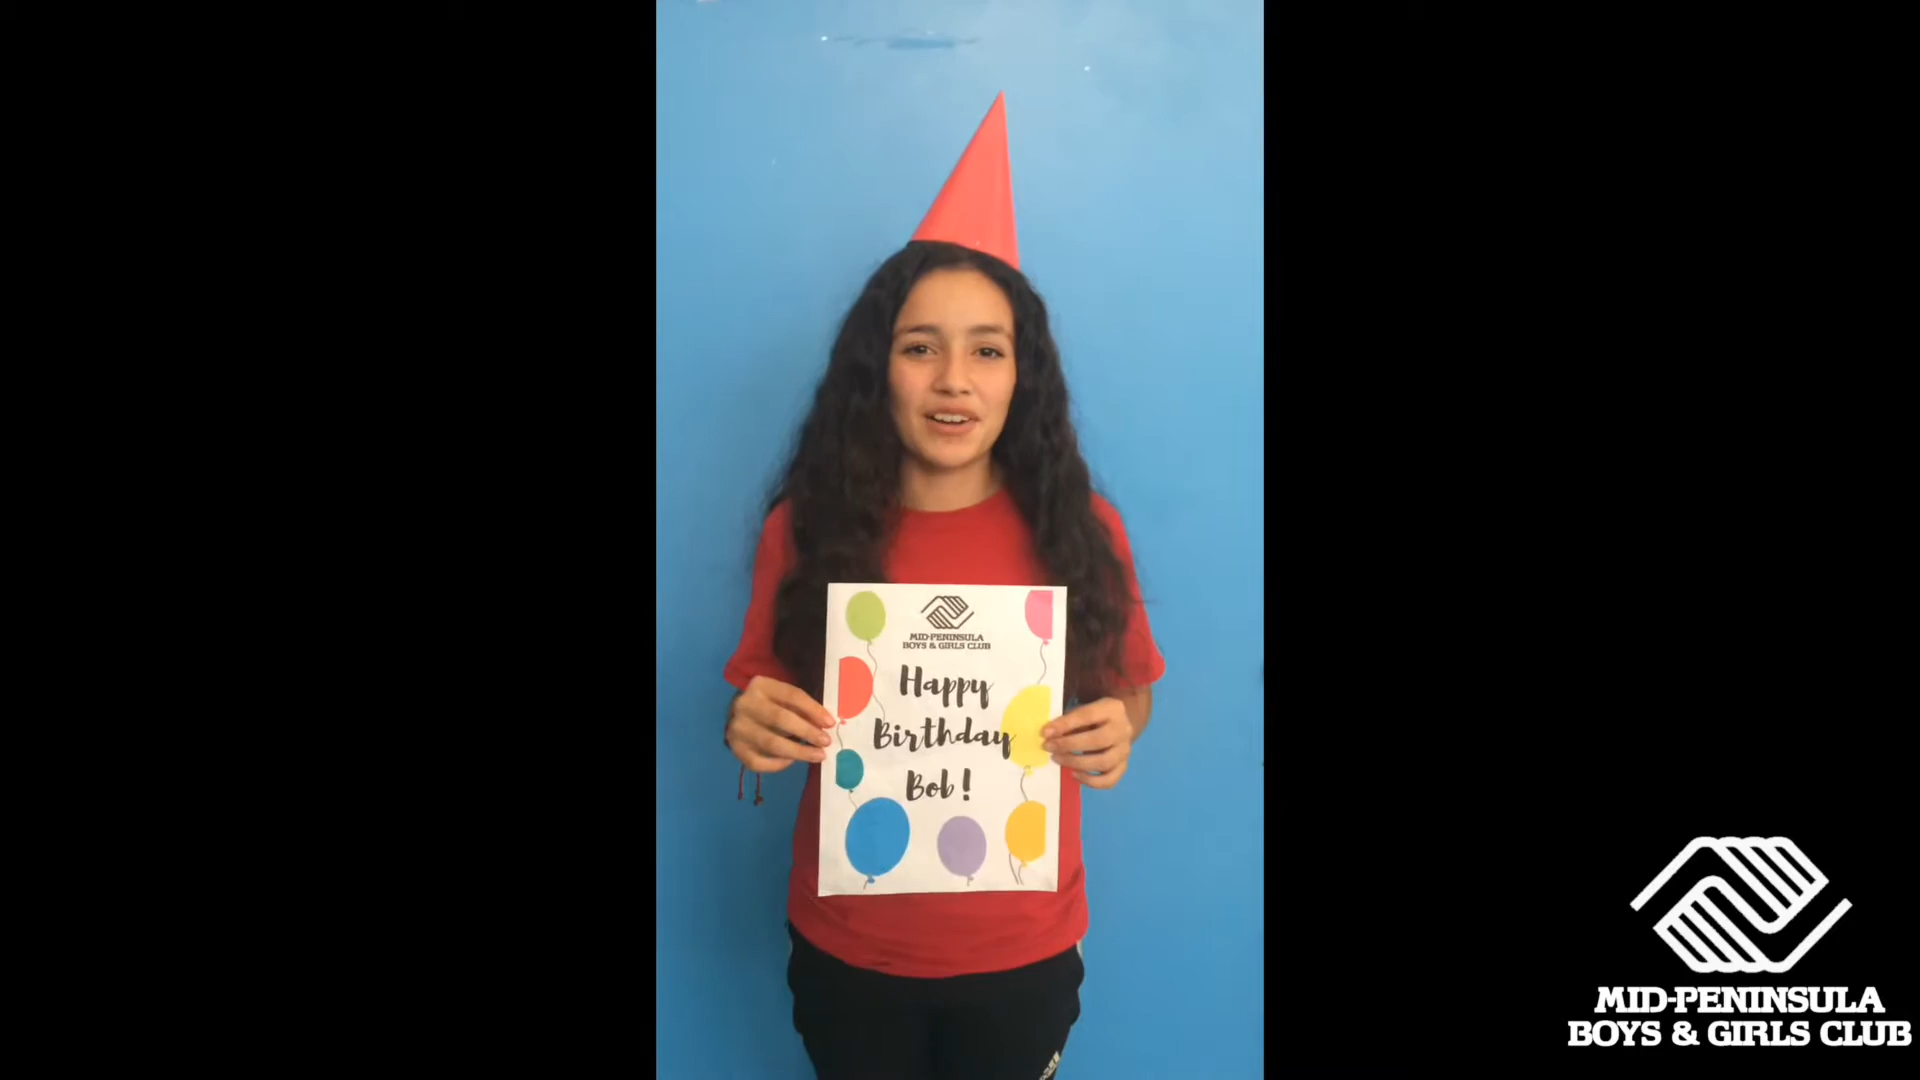 MID-PENINSULA
BOYS & GIRLS CLUB
Happy
Birthday
Bob!
MID-PENINSULA
BOYS & GIRLS CLUB